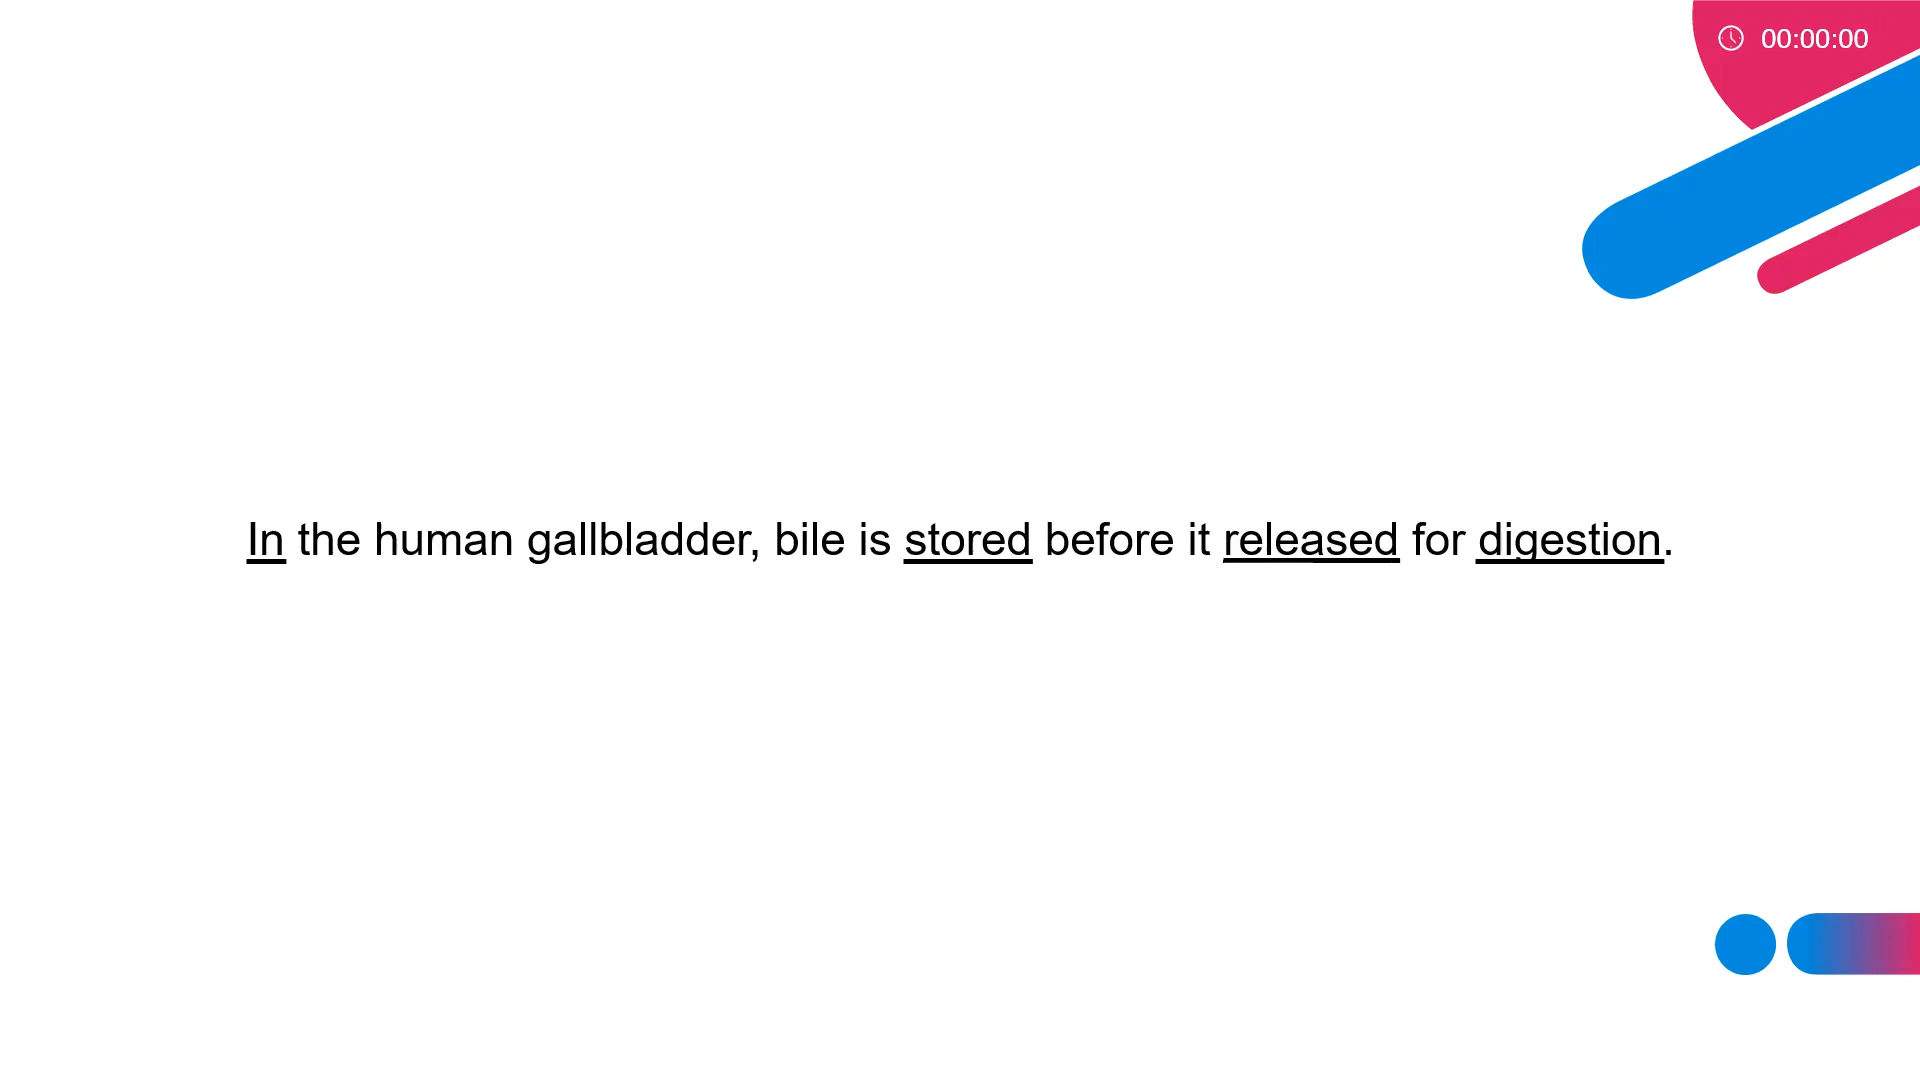 00:00:00
In the human gallbladder, bile is stored before it released for digestion.